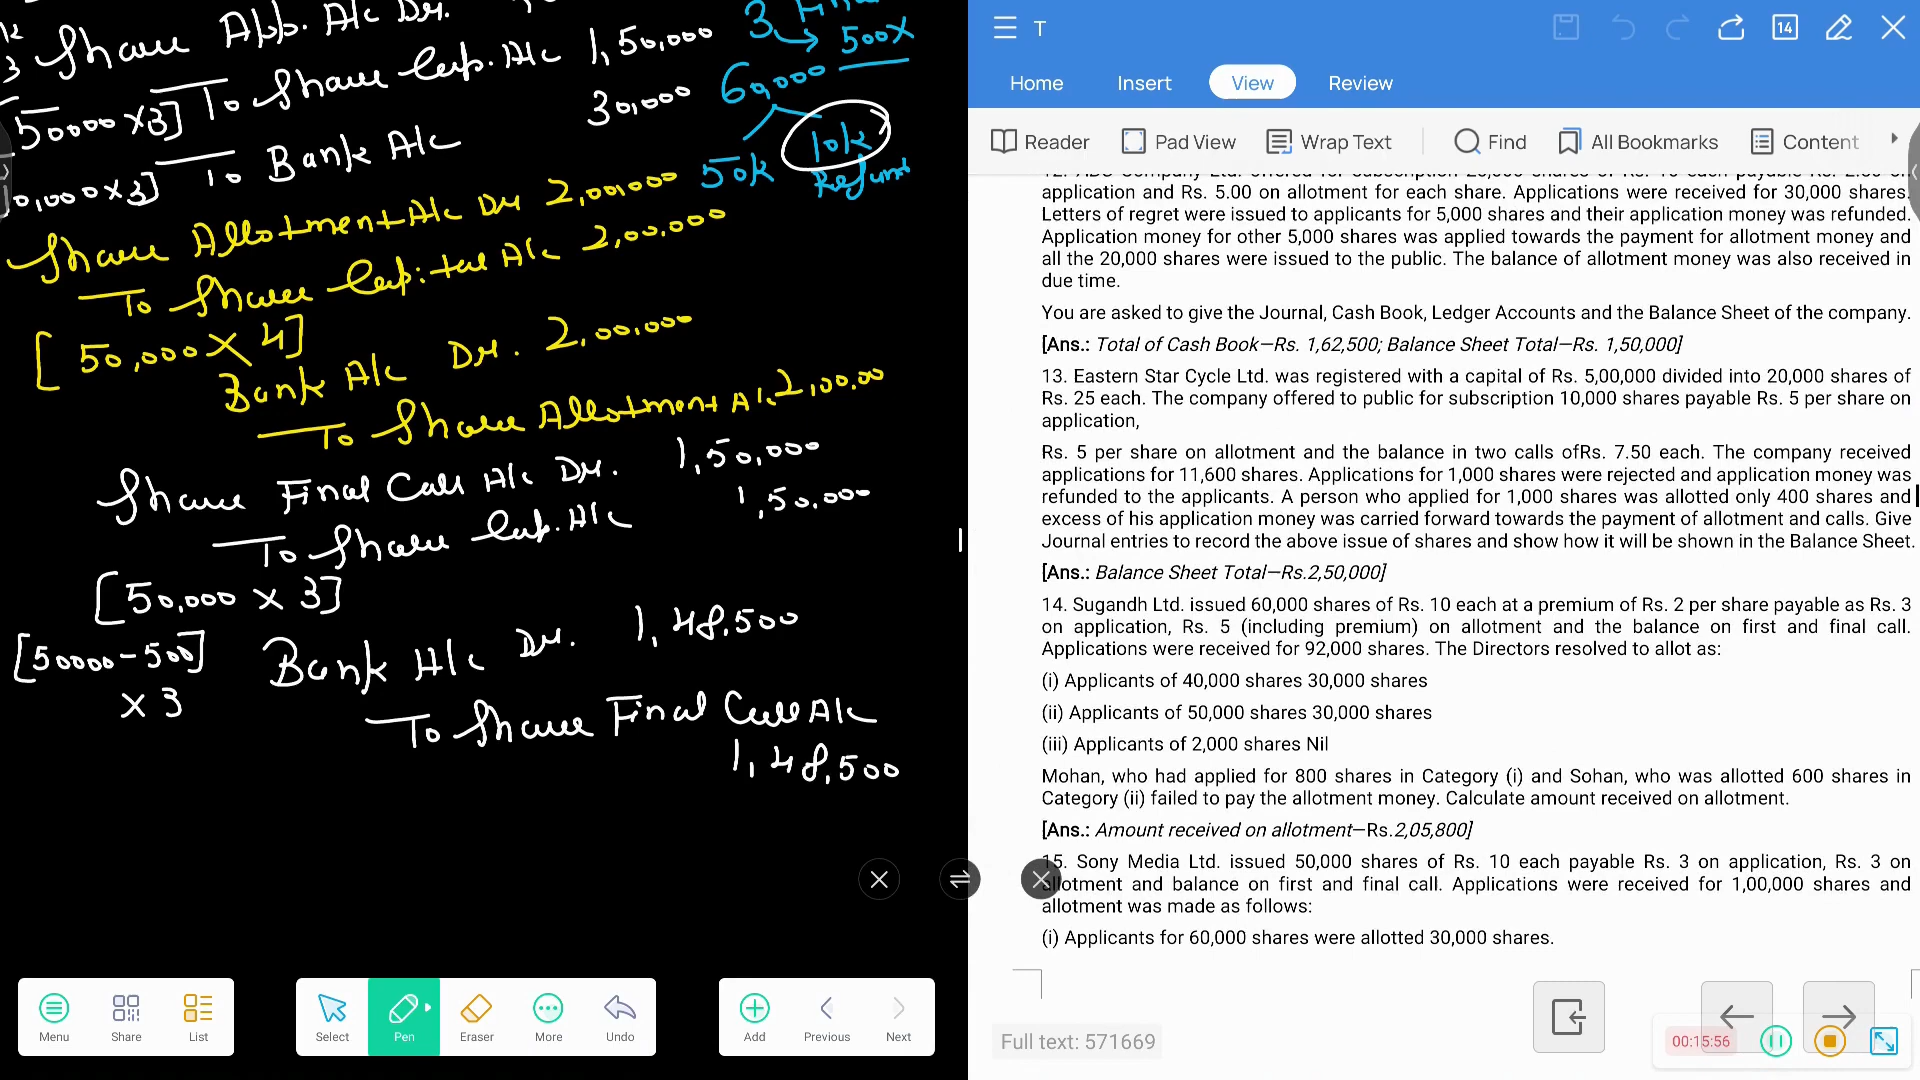 Share App. A/c Dr.
3
To Share Cap. A/c 1,50,000
500X
60,000
[50000 x 3]
30,000
To Bank A/c
10k
50k
Refund
0,000 x 3]
Share Allotment A/c Dr 2,00,000
To Share Capital A/c 2,00,000
[50,000 x 4]
Bank A/c Dr. 2,00,000
To Share Allotment A/c 2,00,00
Share Final Call A/c Dr. 1,50,000
To Share Cap. A/c 1,50,000
[50,000 x 3]
[50000-500] x 3
Bank A/c Dr. 1,48,500
To Share Final Call A/c
1,48,500
Menu Share List Select Pen Eraser More Undo Add Previous Next
T
14
Home Insert View Review
Reader Pad View Wrap Text Find All Bookmarks Content
application and Rs. 5.00 on allotment for each share. Applications were received for 30,000 shares.
Letters of regret were issued to applicants for 5,000 shares and their application money was refunded.
Application money for other 5,000 shares was applied towards the payment for allotment money and
all the 20,000 shares were issued to the public. The balance of allotment money was also received in
due time.
You are asked to give the Journal, Cash Book, Ledger Accounts and the Balance Sheet of the company.
[Ans.: Total of Cash Book—Rs. 1,62,500; Balance Sheet Total—Rs. 1,50,000]
13. Eastern Star Cycle Ltd. was registered with a capital of Rs. 5,00,000 divided into 20,000 shares of
Rs. 25 each. The company offered to public for subscription 10,000 shares payable Rs. 5 per share on
application,
Rs. 5 per share on allotment and the balance in two calls ofRs. 7.50 each. The company received
applications for 11,600 shares. Applications for 1,000 shares were rejected and application money was
refunded to the applicants. A person who applied for 1,000 shares was allotted only 400 shares and
excess of his application money was carried forward towards the payment of allotment and calls. Give
Journal entries to record the above issue of shares and show how it will be shown in the Balance Sheet.
[Ans.: Balance Sheet Total—Rs.2,50,000]
14. Sugandh Ltd. issued 60,000 shares of Rs. 10 each at a premium of Rs. 2 per share payable as Rs. 3
on application, Rs. 5 (including premium) on allotment and the balance on first and final call.
Applications were received for 92,000 shares. The Directors resolved to allot as:
(i) Applicants of 40,000 shares 30,000 shares
(ii) Applicants of 50,000 shares 30,000 shares
(iii) Applicants of 2,000 shares Nil
Mohan, who had applied for 800 shares in Category (i) and Sohan, who was allotted 600 shares in
Category (ii) failed to pay the allotment money. Calculate amount received on allotment.
[Ans.: Amount received on allotment—Rs.2,05,800]
15. Sony Media Ltd. issued 50,000 shares of Rs. 10 each payable Rs. 3 on application, Rs. 3 on
allotment and balance on first and final call. Applications were received for 1,00,000 shares and
allotment was made as follows:
(i) Applicants for 60,000 shares were allotted 30,000 shares.
Full text: 571669
00:15:56